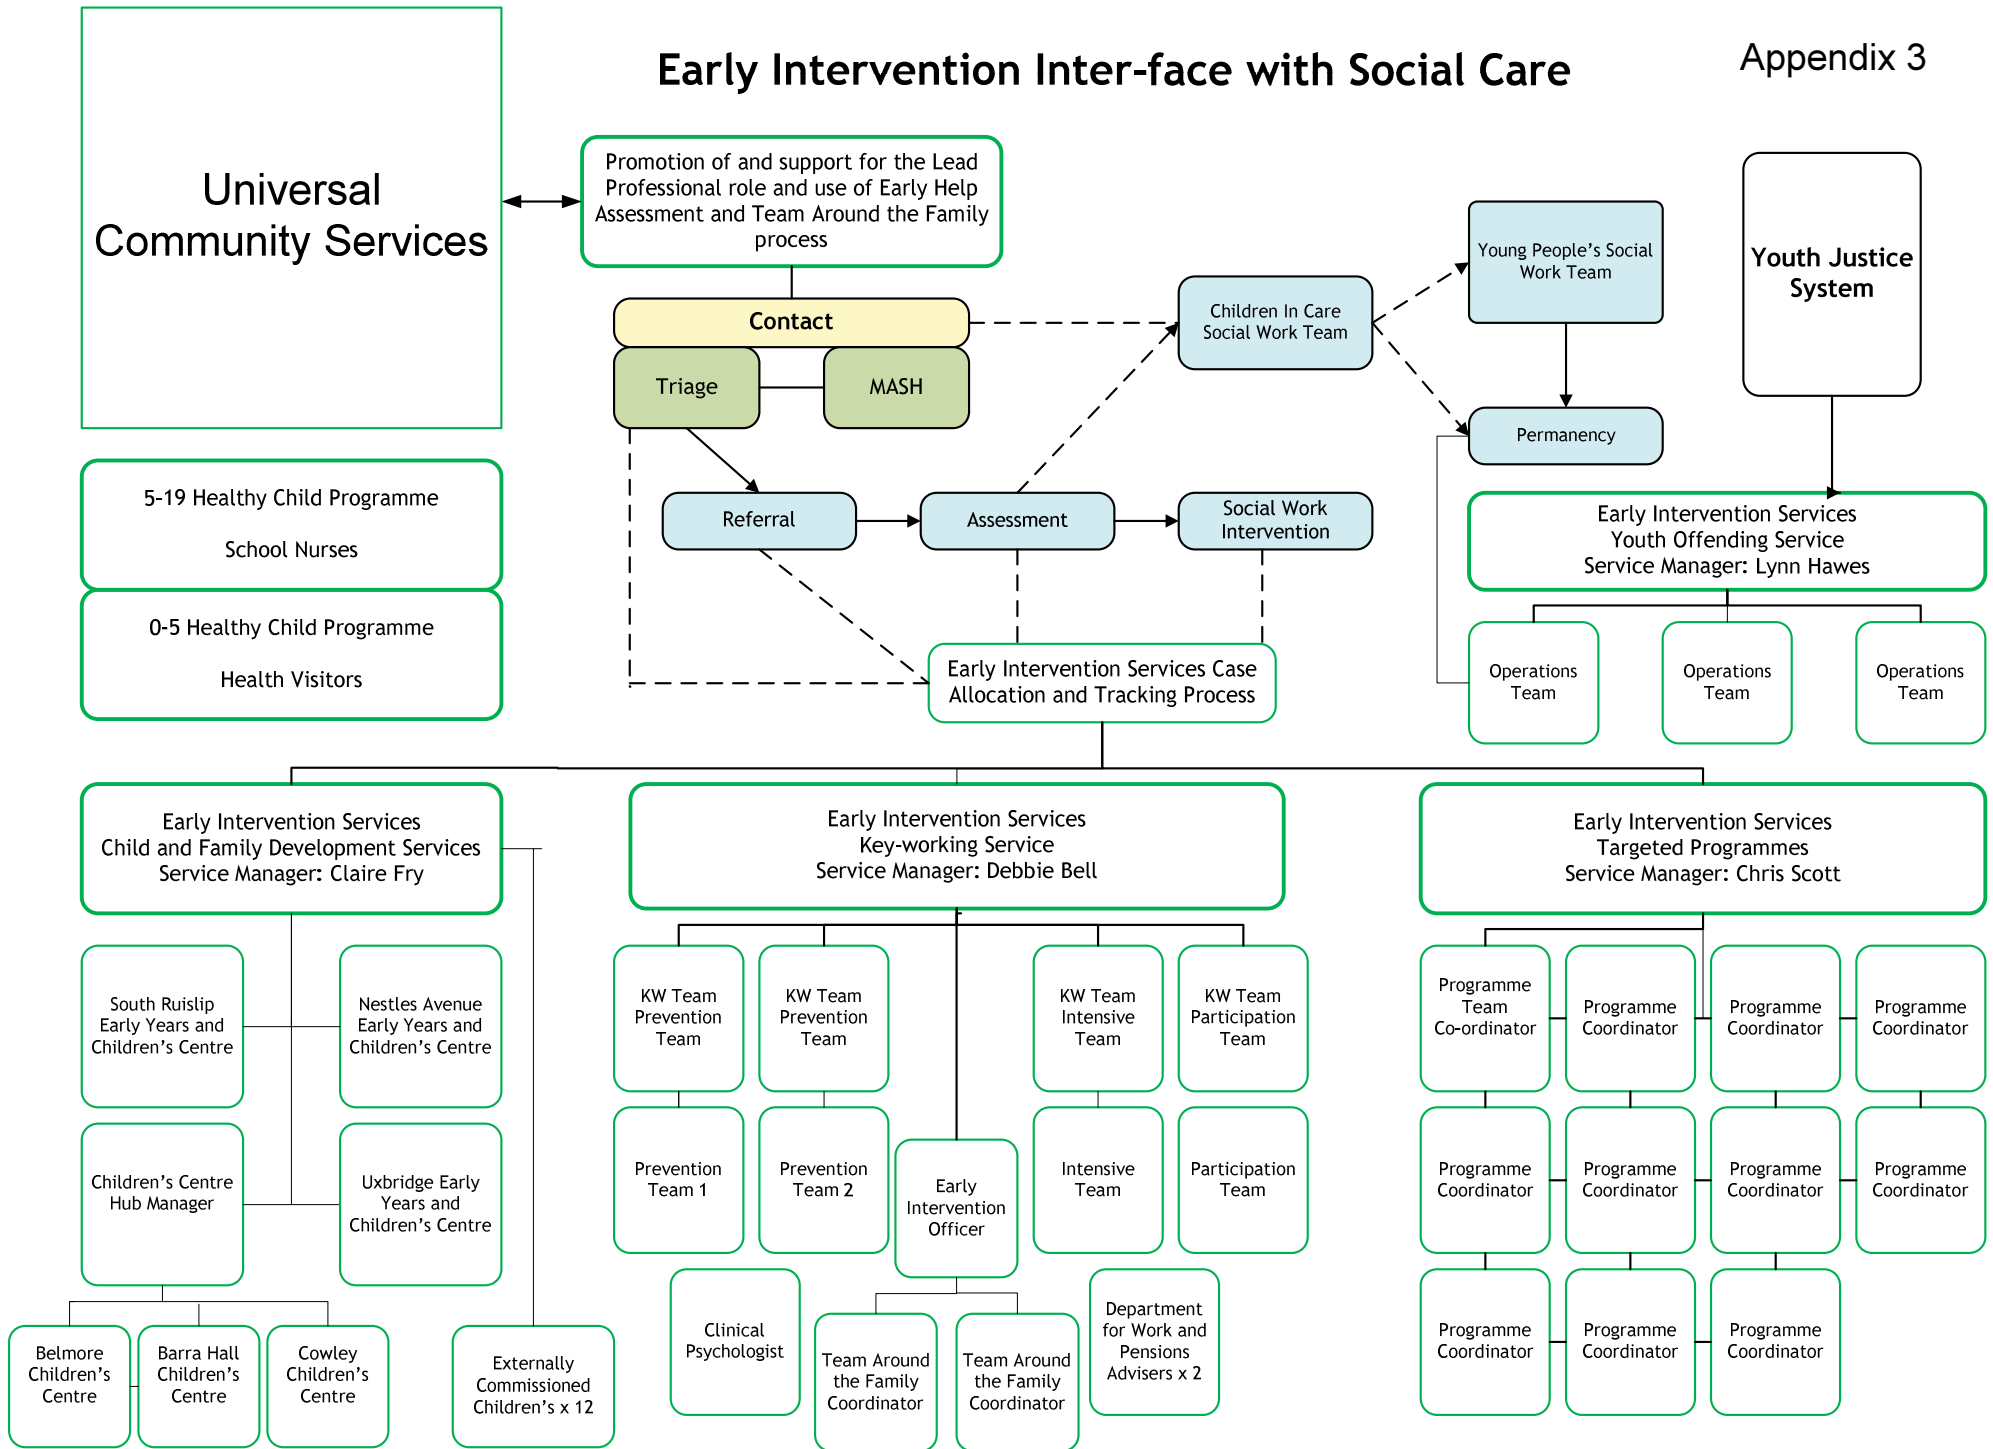 Early Intervention Inter-face with Social Care
Appendix 3
Universal
Community Services
Promotion of and support for the Lead
Professional role and use of Early Help
Assessment and Team Around the Family
process
Contact
Triage
MASH
Children In Care
Social Work Team
Young People’s Social
Work Team
Permanency
Youth Justice
System
5-19 Healthy Child Programme
School Nurses
0-5 Healthy Child Programme
Health Visitors
Referral
Assessment
Social Work
Intervention
Early Intervention Services
Youth Offending Service
Service Manager: Lynn Hawes
Operations
Team
Operations
Team
Operations
Team
Early Intervention Services Case
Allocation and Tracking Process
Early Intervention Services
Child and Family Development Services
Service Manager: Claire Fry
Early Intervention Services
Key-working Service
Service Manager: Debbie Bell
Early Intervention Services
Targeted Programmes
Service Manager: Chris Scott
South Ruislip
Early Years and
Children’s Centre
Nestles Avenue
Early Years and
Children’s Centre
Children’s Centre
Hub Manager
Uxbridge Early
Years and
Children’s Centre
Belmore
Children’s
Centre
Barra Hall
Children’s
Centre
Cowley
Children’s
Centre
Externally
Commissioned
Children’s x 12
KW Team
Prevention
Team
KW Team
Prevention
Team
KW Team
Intensive
Team
KW Team
Participation
Team
Prevention
Team 1
Prevention
Team 2
Early
Intervention
Officer
Intensive
Team
Participation
Team
Clinical
Psychologist
Team Around
the Family
Coordinator
Team Around
the Family
Coordinator
Department
for Work and
Pensions
Advisers x 2
Programme
Team
Co-ordinator
Programme
Coordinator
Programme
Coordinator
Programme
Coordinator
Programme
Coordinator
Programme
Coordinator
Programme
Coordinator
Programme
Coordinator
Programme
Coordinator
Programme
Coordinator
Programme
Coordinator